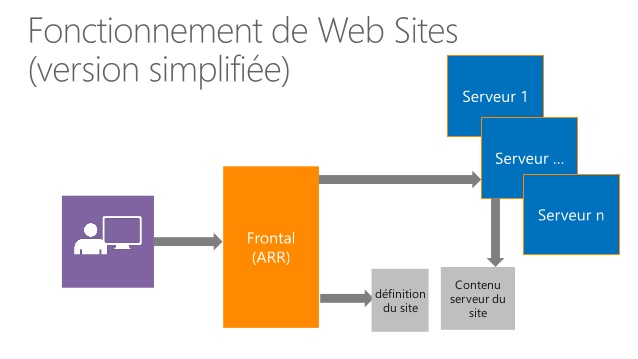 Fonctionnement de Web Sites
(version simplifiée)
Serveur 1
Serveur ...
Serveur n
Frontal
(ARR)
définition
du site
Contenu
serveur du
site